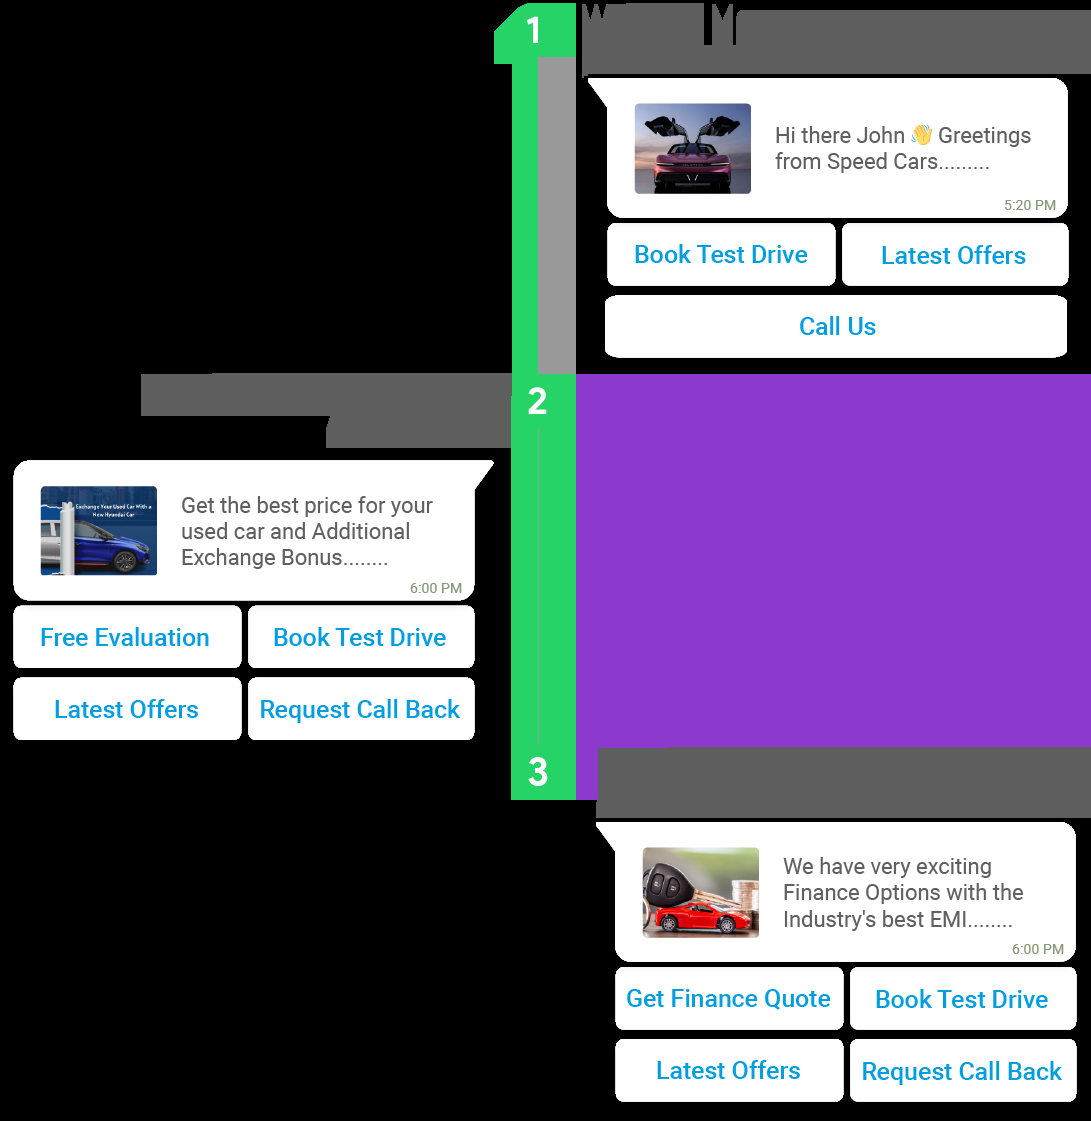 1
Hi there John 👋 Greetings
from Speed Cars.........
5:20 PM
Book Test Drive
Latest Offers
Call Us
2
Exchange Your Used Car With a
New Hyundai Car
Get the best price for your
used car and Additional
Exchange Bonus........
6:00 PM
Free Evaluation
Book Test Drive
Latest Offers
Request Call Back
3
We have very exciting
Finance Options with the
Industry's best EMI........
6:00 PM
Get Finance Quote
Book Test Drive
Latest Offers
Request Call Back